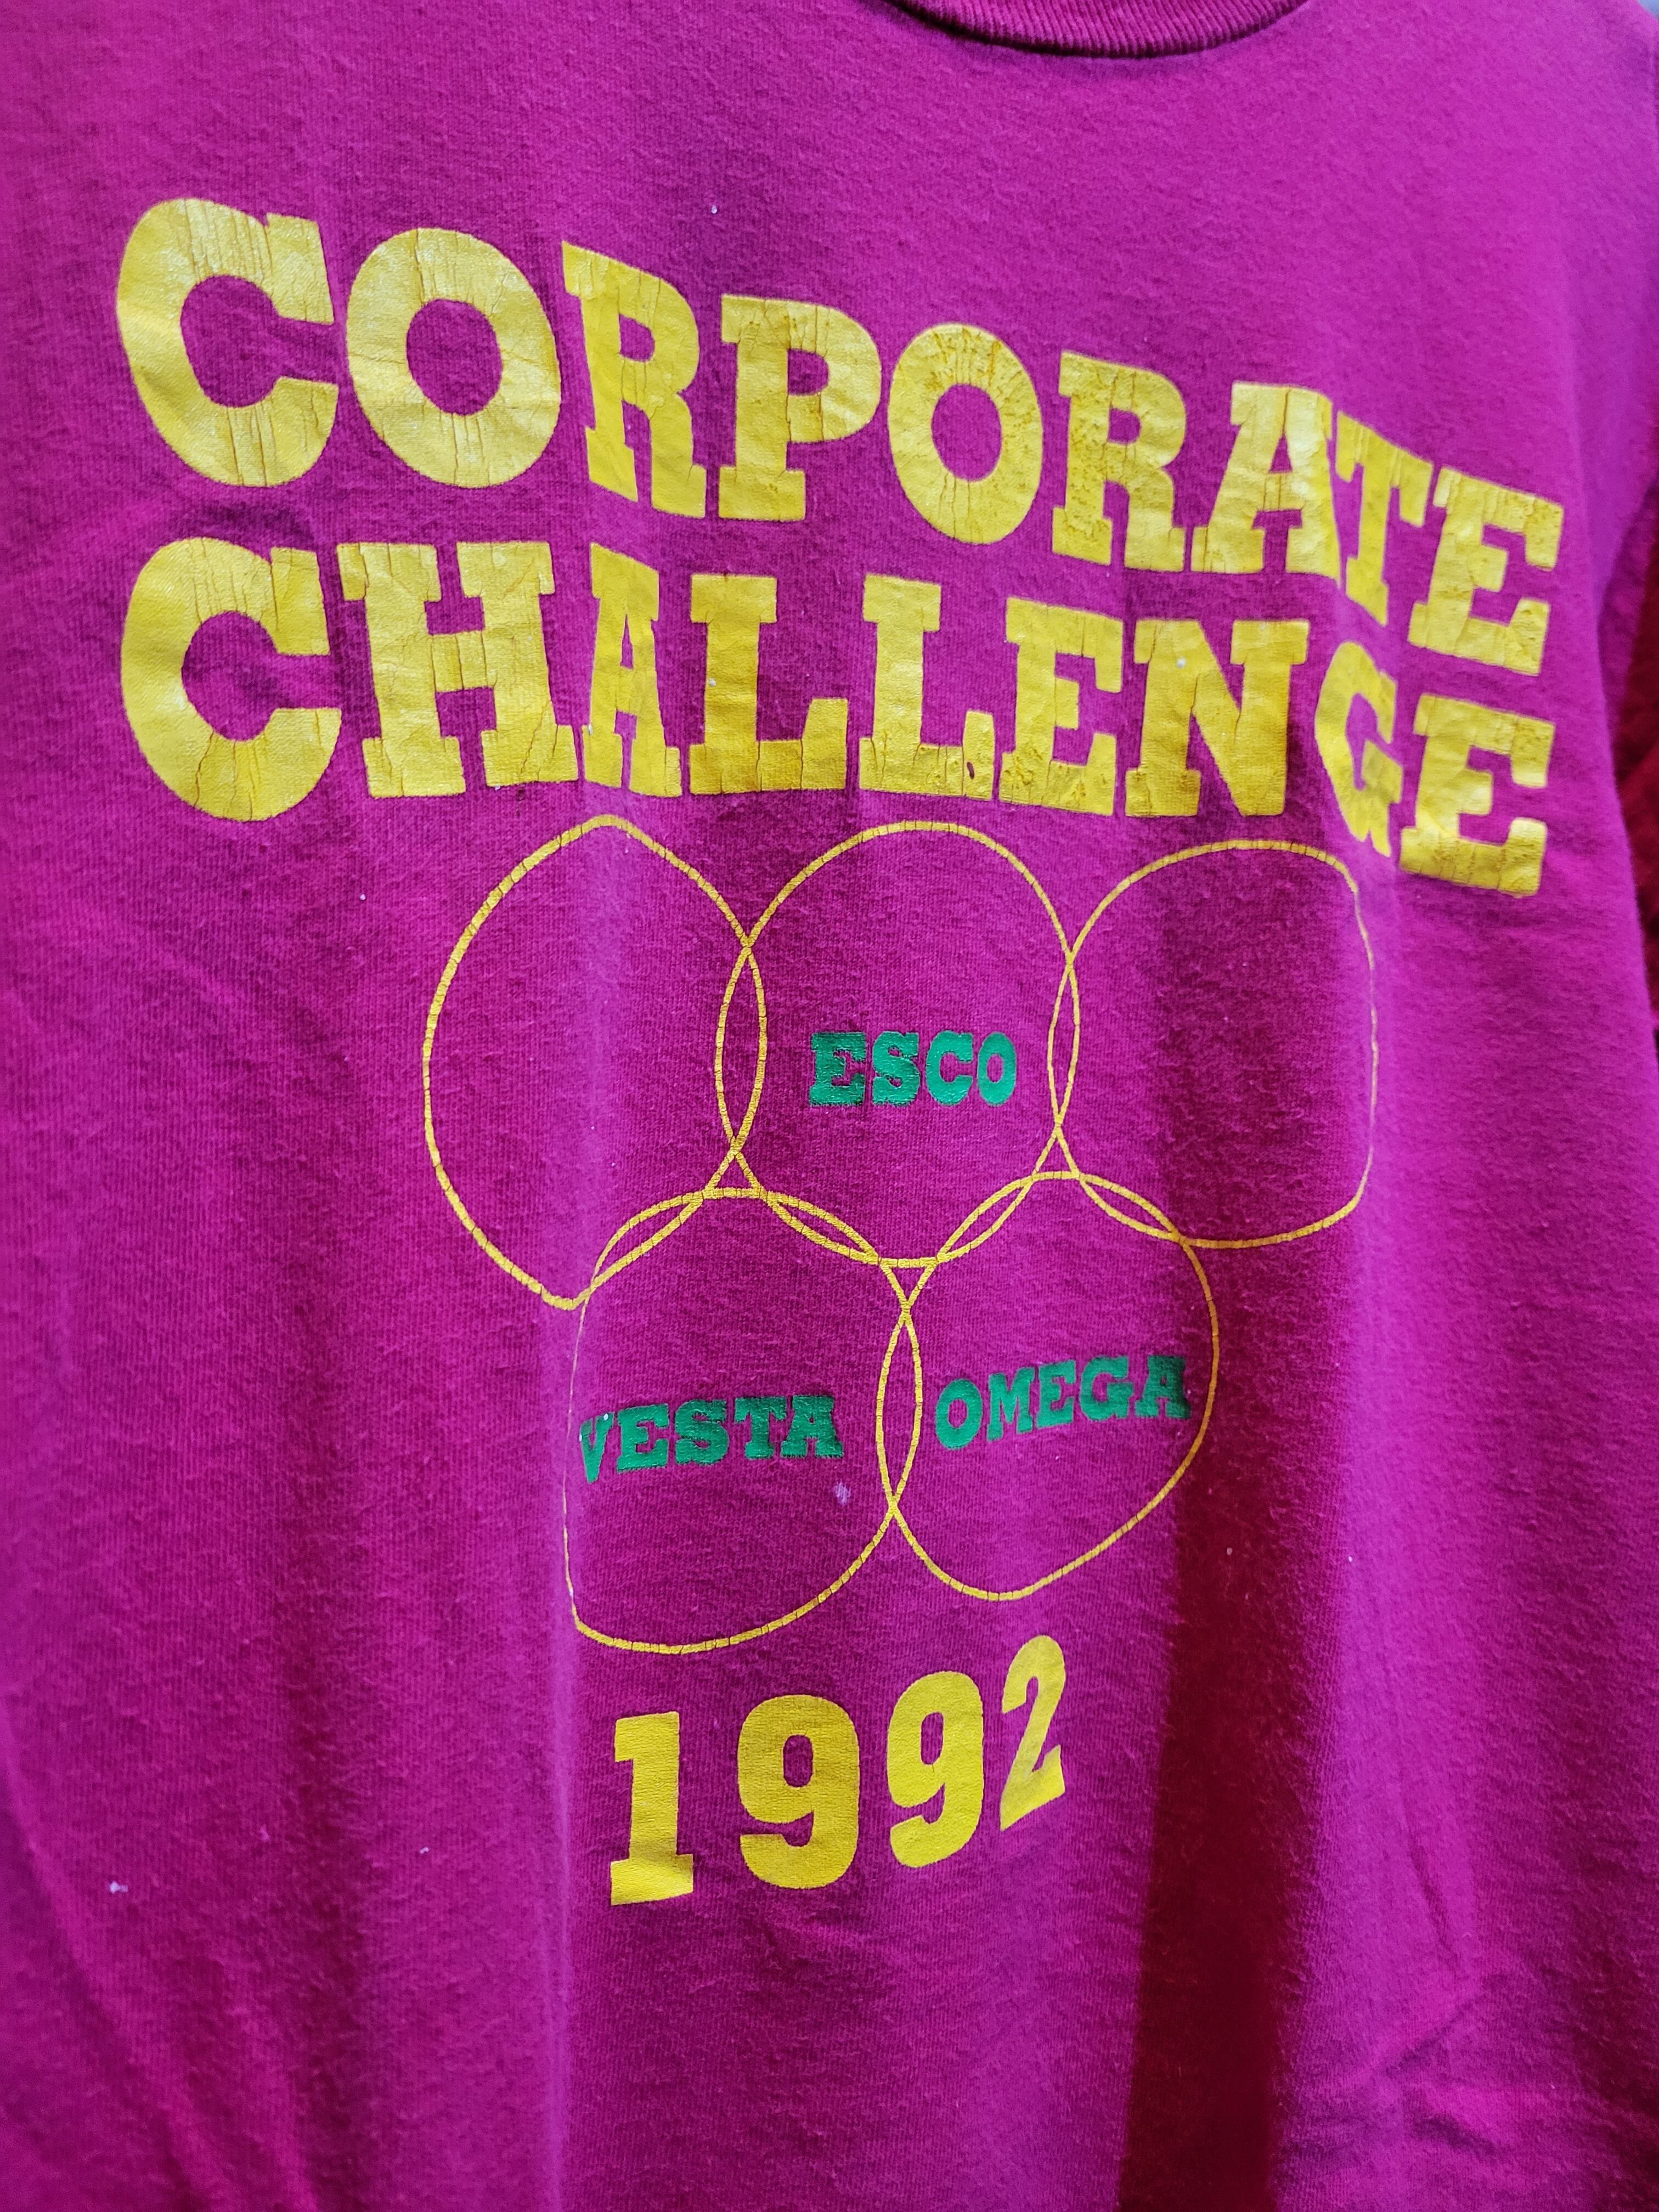 CORPORATE
CHALLENGE
ESCO
VESTA OMEGA
1992